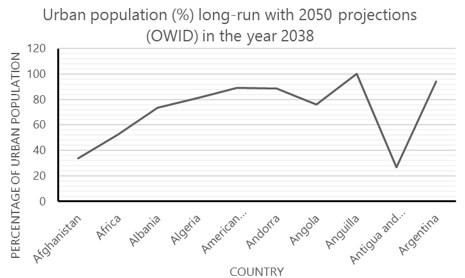 Urban population (%) long-run with 2050 projections
(OWID) in the year 2038
PERCENTAGE OF URBAN POPULATION
120
100
80
60
40
20
0
Afghanistan
Africa
Albania
Algeria
American...
Andorra
Angola
Anguilla
Antigua and...
Argentina
COUNTRY